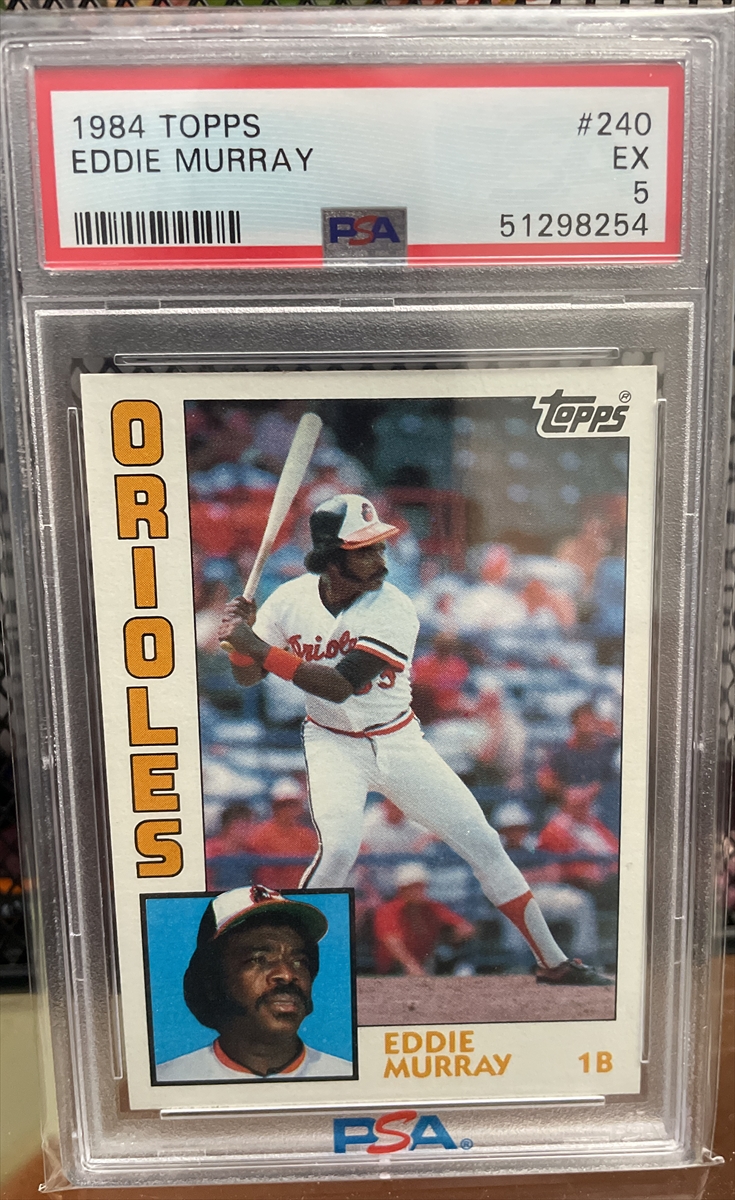 1984 TOPPS #240
EDDIE MURRAY EX
5
PSA 51298254
topps®
ORIOLES
Orioles
EDDIE
MURRAY 1B
PSA®